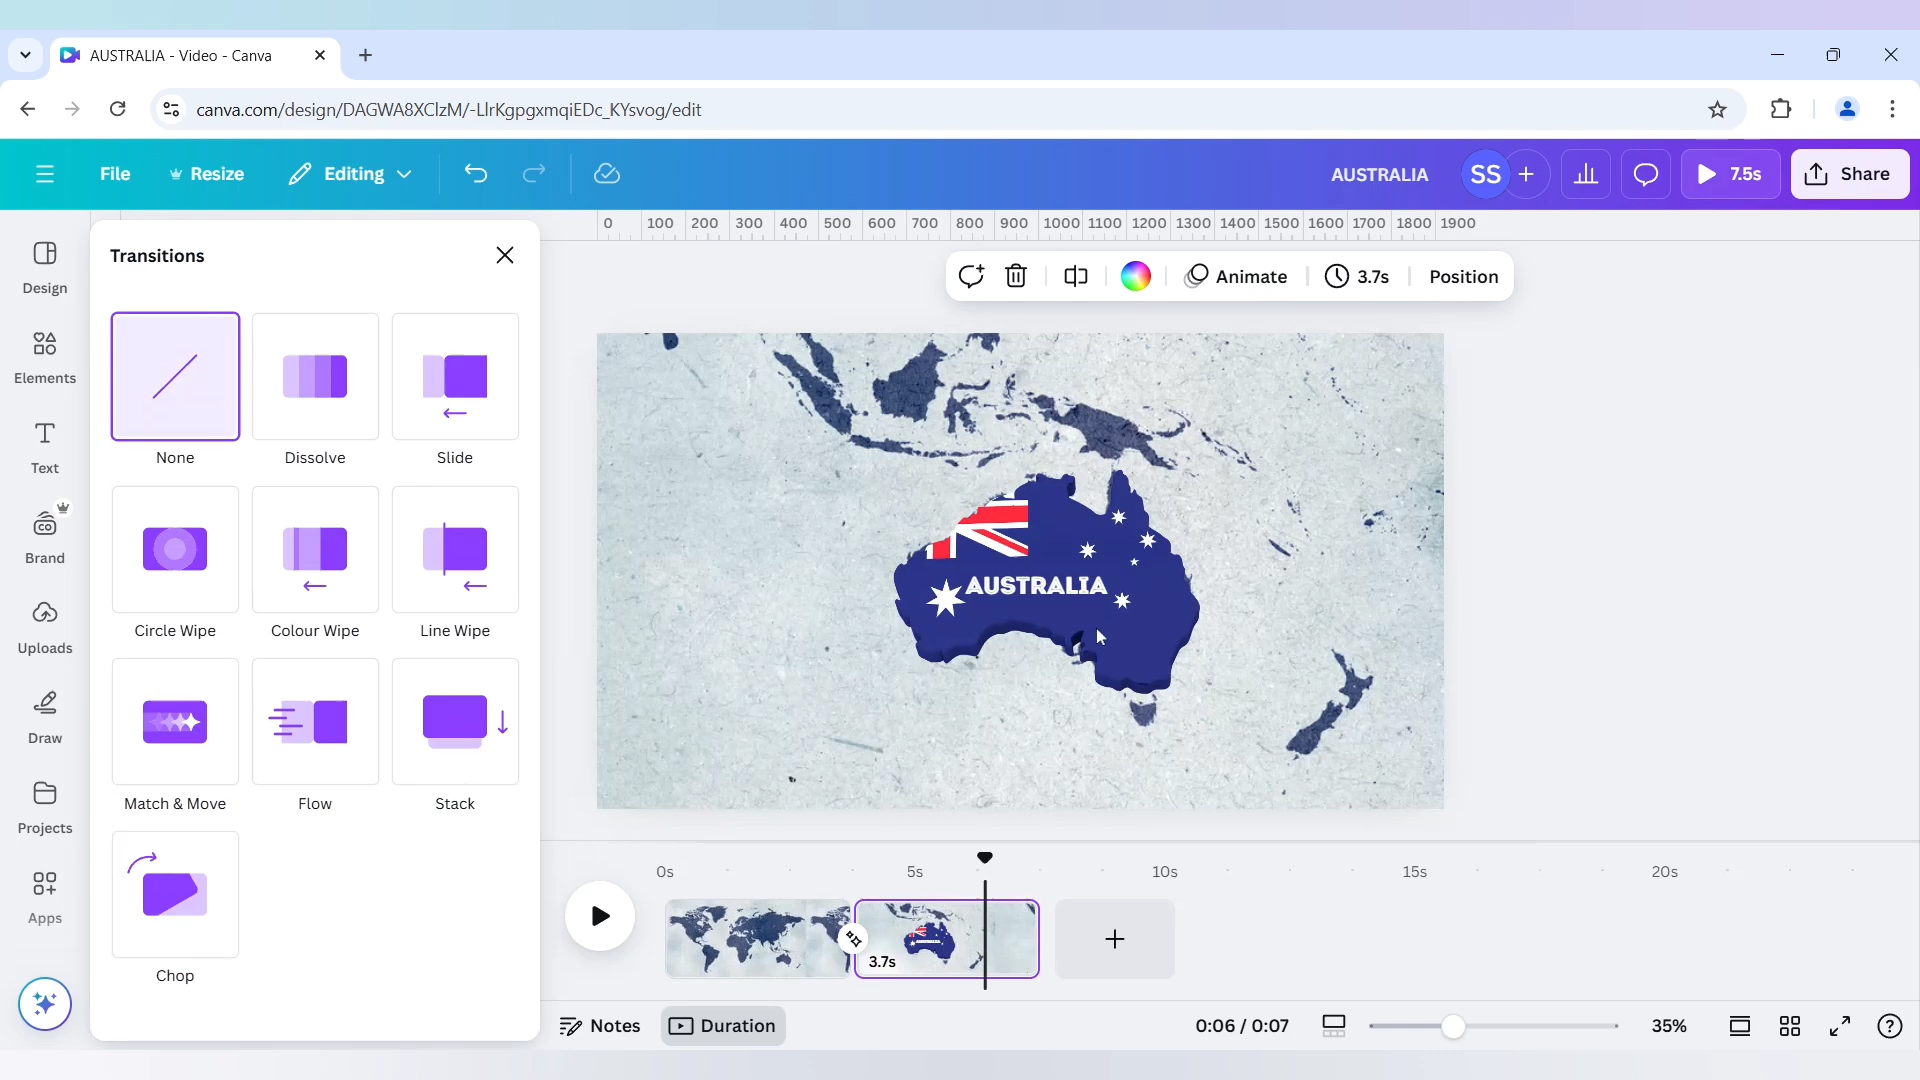 AUSTRALIA - Video - Canva
canva.com/design/DAGWA8XClzM/-LlrKgpgxmqiEDc_KYsvog/edit
File
Resize
Editing
AUSTRALIA
SS
7.5s
Share
0 100 200 300 400 500 600 700 800 900 1000 1100 1200 1300 1400 1500 1600 1700 1800 1900
Design
Elements
Text
Brand
Uploads
Draw
Projects
Apps
Transitions
None
Dissolve
Slide
Circle Wipe
Colour Wipe
Line Wipe
Match & Move
Flow
Stack
Chop
Animate
3.7s
Position
AUSTRALIA
0s 5s 10s 15s 20s
3.7s
Notes
Duration
0:06 / 0:07
35%